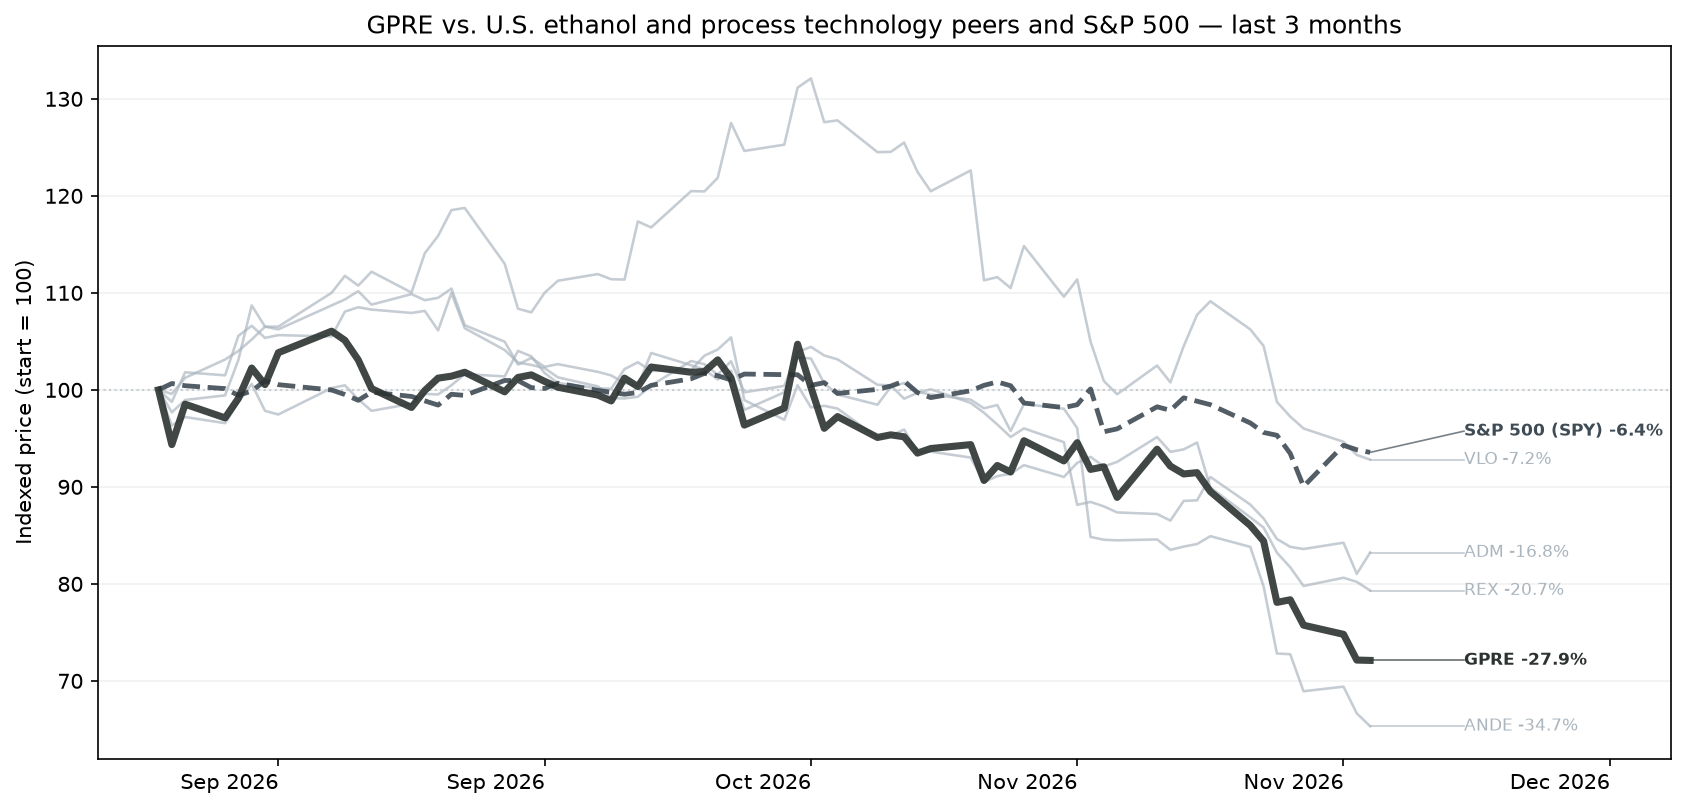 GPRE vs. U.S. ethanol and process technology peers and S&P 500 — last 3 months
Indexed price (start = 100)
130
120
110
100
90
80
70
S&P 500 (SPY) -6.4%
VLO -7.2%
ADM -16.8%
REX -20.7%
GPRE -27.9%
ANDE -34.7%
Sep 2026
Sep 2026
Oct 2026
Nov 2026
Nov 2026
Dec 2026